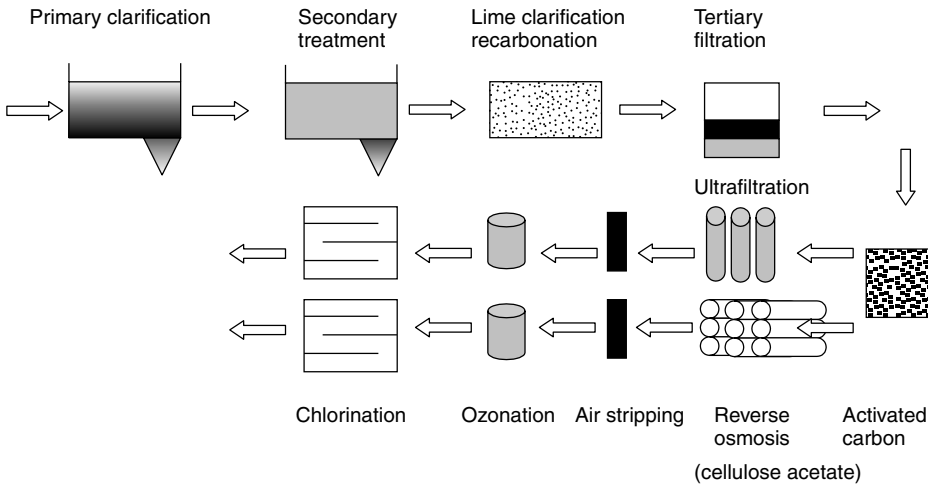 Primary clarification
Secondary
treatment
Lime clarification
recarbonation
Tertiary
filtration
Ultrafiltration
Chlorination
Ozonation
Air stripping
Reverse
osmosis
(cellulose acetate)
Activated
carbon